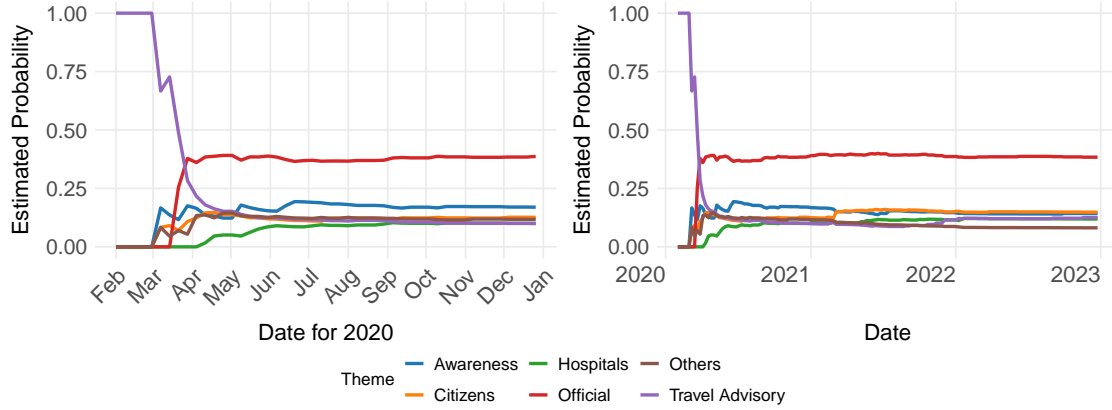 Estimated Probability
1.00
0.75
0.50
0.25
0.00
Feb Mar Apr May Jun Jul Aug Sep Oct Nov Dec Jan
Date for 2020
Estimated Probability
1.00
0.75
0.50
0.25
0.00
2020 2021 2022 2023
Date
Theme
Awareness Hospitals Others
Citizens Official Travel Advisory